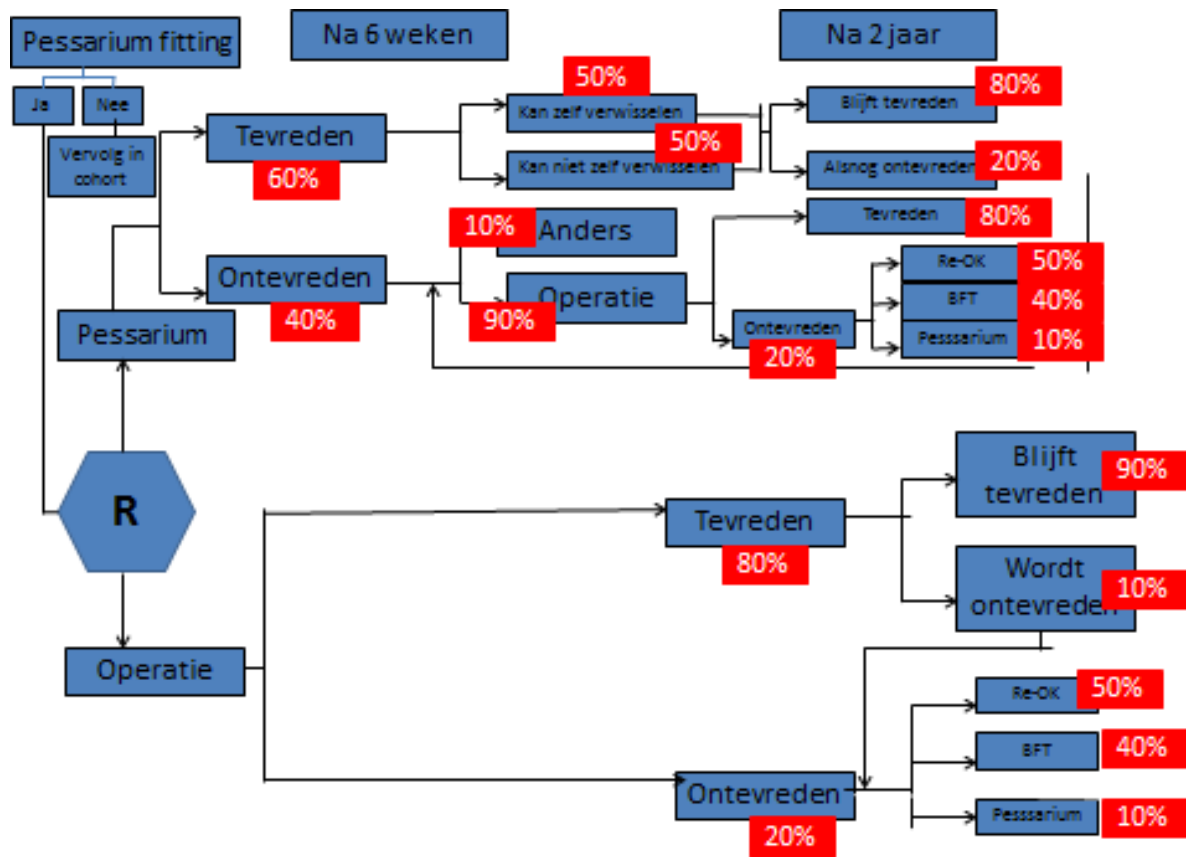 Pessarium fitting
Na 6 weken
Na 2 jaar
Ja
Nee
Vervolg in
cohort
Tevreden
60%
50%
Kan zelf verwisselen
50%
Kan niet zelf verwisselen
80%
Blijft tevreden
20%
Alsnog ontevreden
Tevreden
80%
10%
Anders
Ontevreden
40%
90%
Operatie
Ontevreden
20%
Re-OK
50%
BFT
40%
Pesssarium
10%
Pessarium
R
Operatie
Tevreden
80%
Blijft
tevreden
90%
Wordt
ontevreden
10%
Ontevreden
20%
Re-OK
50%
BFT
40%
Pesssarium
10%